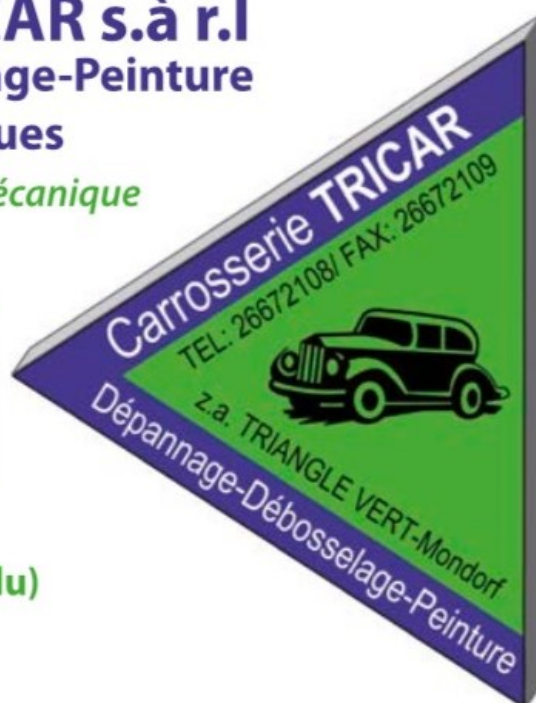 AR s.à r.l
ge-Peinture
ues
écanique
Carrosserie TRICAR
TEL: 26672108/ FAX: 26672109
z.a. TRIANGLE VERT-Mondorf
Dépannage-Débosselage-Peinture
lu)